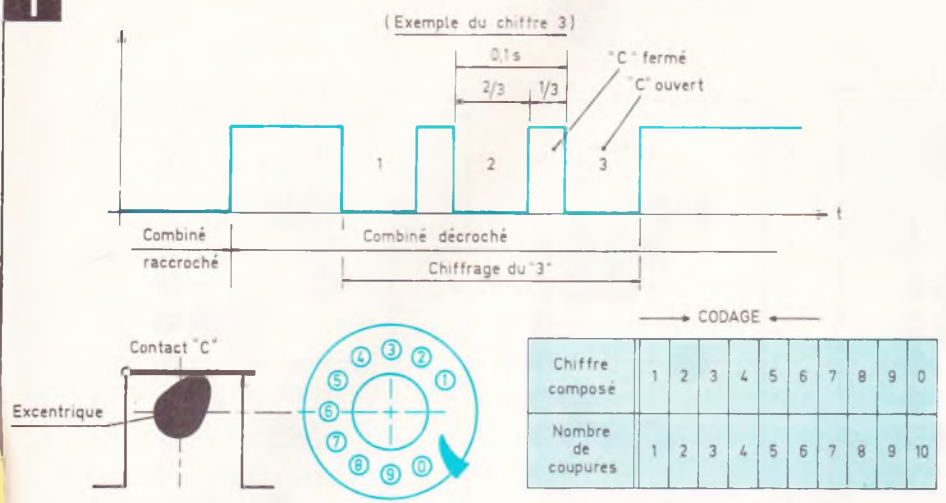 1
(Exemple du chiffre 3)
0,1s
"C" fermé
2/3 1/3
"C" ouvert
1 2 3
t
Combiné raccroché
Combiné décroché
Chiffrage du "3"
Contact "C"
Excentrique
1 2 3 4 5 6 7 8 9 0
CODAGE
Chiffre composé 1 2 3 4 5 6 7 8 9 0
Nombre de coupures 1 2 3 4 5 6 7 8 9 10